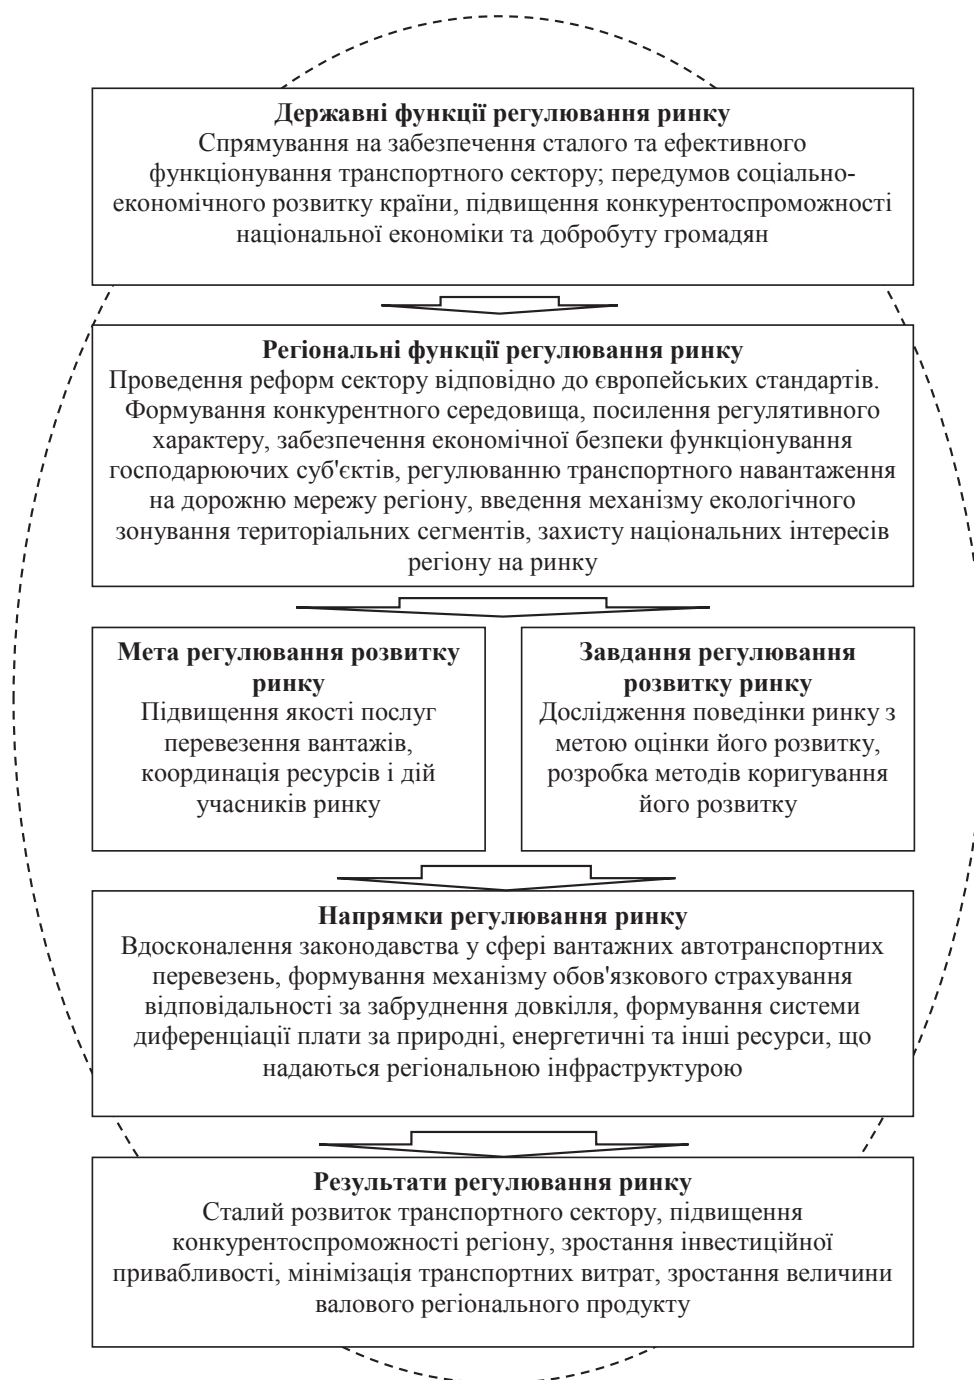 Державні функції регулювання ринку
Спрямування на забезпечення сталого та ефективного
функціонування транспортного сектору; передумов соціально-
економічного розвитку країни, підвищення конкурентоспроможності
національної економіки та добробуту громадян
Регіональні функції регулювання ринку
Проведення реформ сектору відповідно до європейських стандартів.
Формування конкурентного середовища, посилення регулятивного
характеру, забезпечення економічної безпеки функціонування
господарюючих суб'єктів, регулюванню транспортного навантаження
на дорожню мережу регіону, введення механізму екологічного
зонування територіальних сегментів, захисту національних інтересів
регіону на ринку
Мета регулювання розвитку
ринку
Підвищення якості послуг
перевезення вантажів,
координація ресурсів і дій
учасників ринку
Завдання регулювання
розвитку ринку
Дослідження поведінки ринку з
метою оцінки його розвитку,
розробка методів коригування
його розвитку
Напрямки регулювання ринку
Вдосконалення законодавства у сфері вантажних автотранспортних
перевезень, формування механізму обов'язкового страхування
відповідальності за забруднення довкілля, формування системи
диференціації плати за природні, енергетичні та інші ресурси, що
надаються регіональною інфраструктурою
Результати регулювання ринку
Сталий розвиток транспортного сектору, підвищення
конкурентоспроможності регіону, зростання інвестиційної
привабливості, мінімізація транспортних витрат, зростання величини
валового регіонального продукту